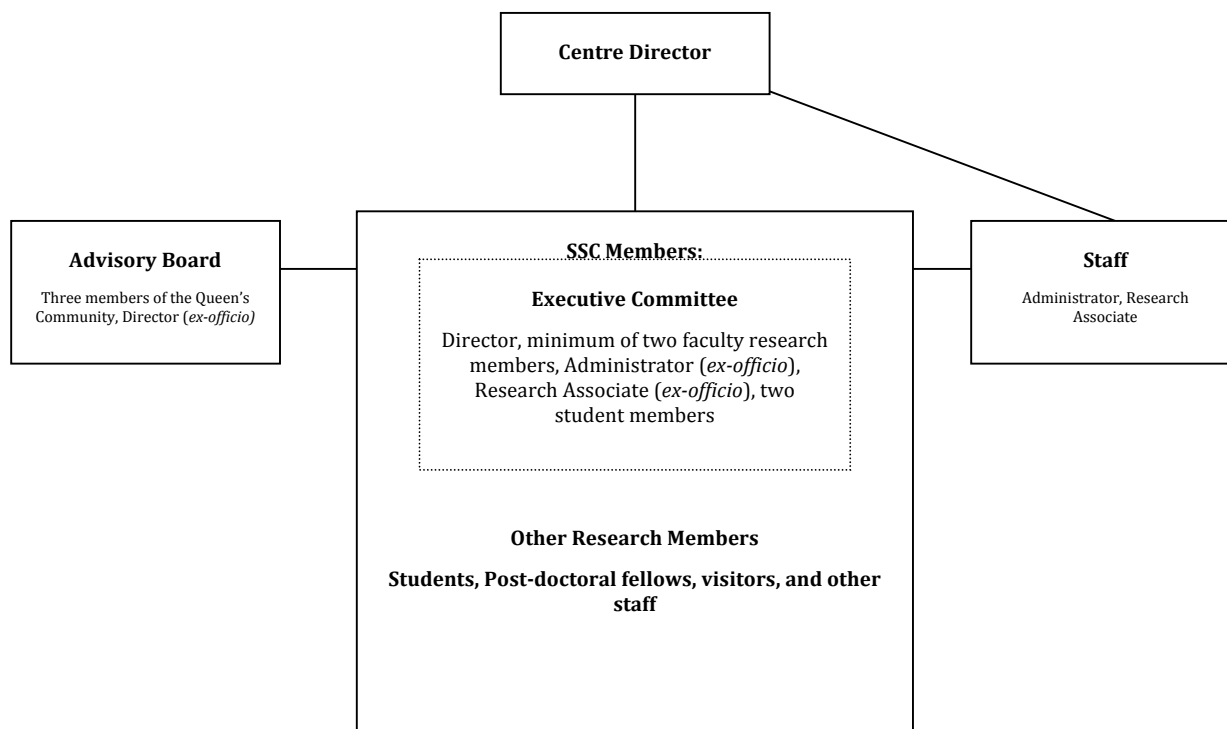 Centre Director
Advisory Board
Three members of the Queen's
Community, Director (ex-officio)
SSC Members:
Executive Committee
Director, minimum of two faculty research
members, Administrator (ex-officio),
Research Associate (ex-officio), two
student members
Other Research Members
Students, Post-doctoral fellows, visitors, and other
staff
Staff
Administrator, Research
Associate